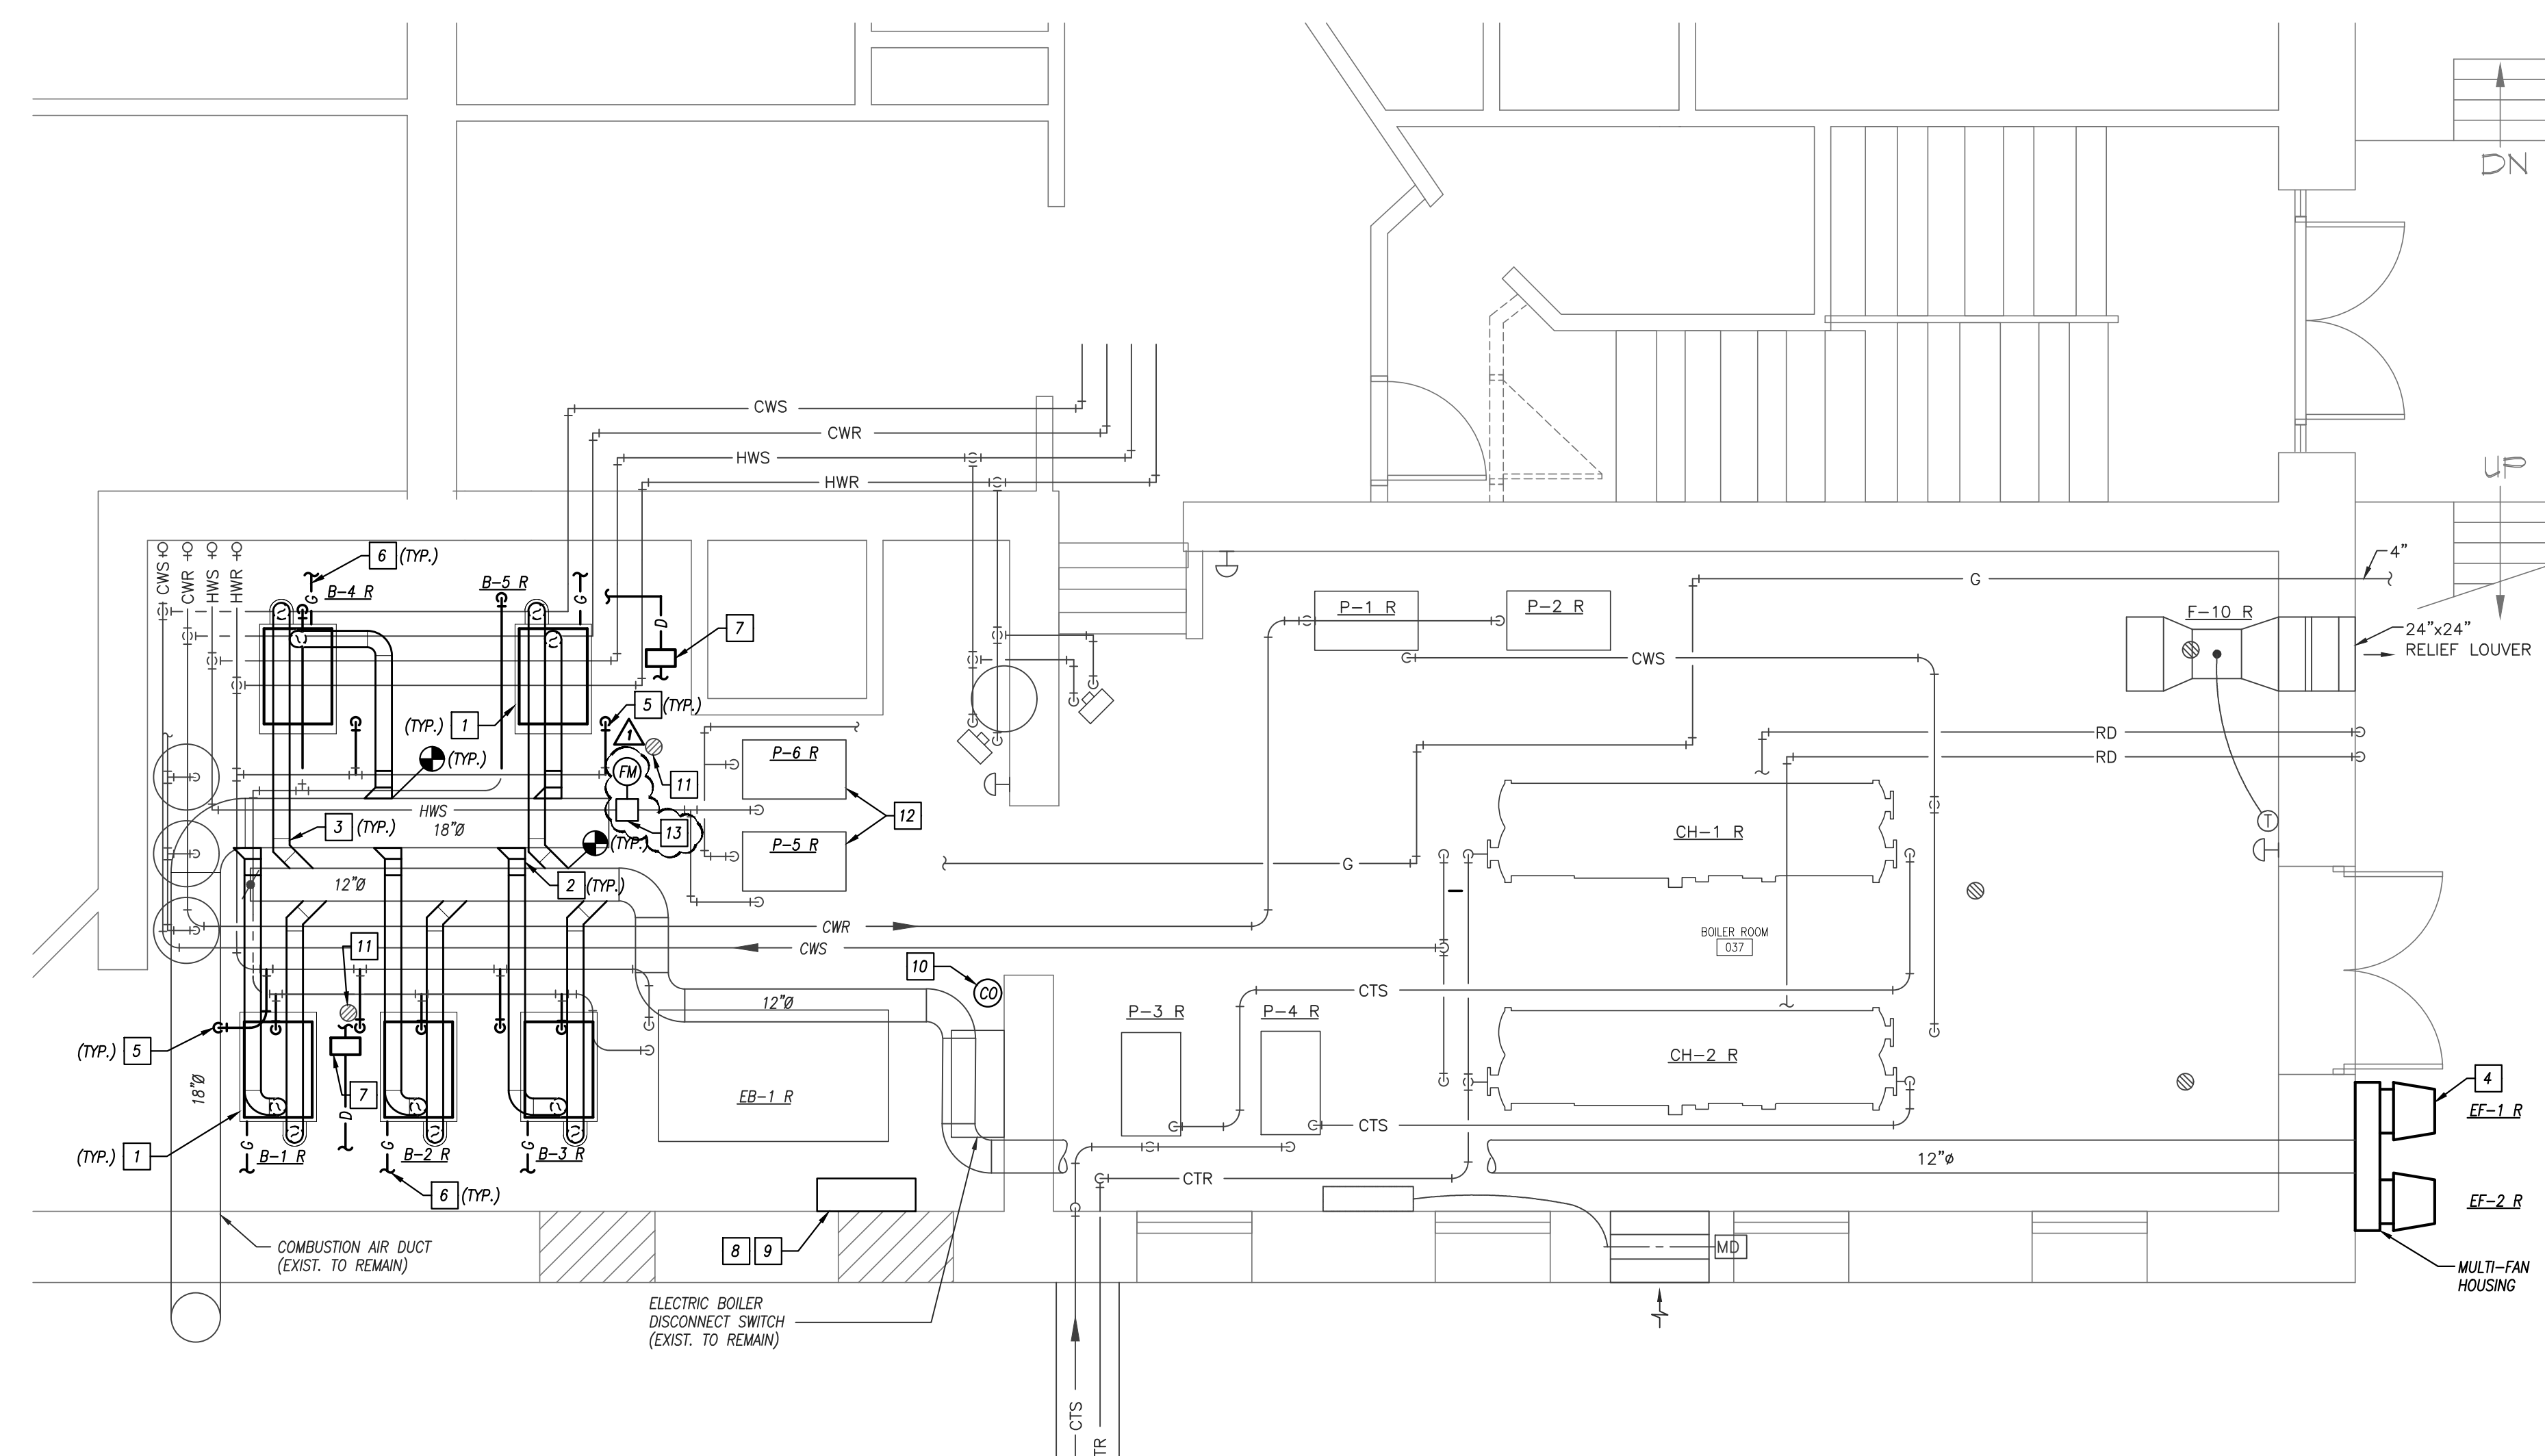 DN
UP
CWS
CWR
HWS
HWR
CWS
CWR
HWS
HWR
6 (TYP.)
G
B-4 R
B-5 R
G
D
7
5 (TYP.)
(TYP.) 1
1
(TYP.)
FM
11
P-6 R
12
P-5 R
13
HWS
18"Ø
3 (TYP.)
(TYP.)
2 (TYP.)
12"Ø
CWR
CWS
11
10
CO
12"Ø
(TYP.) 5
18"Ø
7
D
EB-1 R
(TYP.) 1
G
B-1 R
G
B-2 R
G
B-3 R
6 (TYP.)
8 9
COMBUSTION AIR DUCT
(EXIST. TO REMAIN)
ELECTRIC BOILER
DISCONNECT SWITCH
(EXIST. TO REMAIN)
4"
G
P-1 R
P-2 R
F-10 R
24"x24"
RELIEF LOUVER
CWS
RD
RD
T
CH-1 R
G
BOILER ROOM
037
CTS
P-3 R
P-4 R
CH-2 R
CTS
CTR
12"ø
MD
4
EF-1 R
EF-2 R
MULTI-FAN
HOUSING
CTS
TR